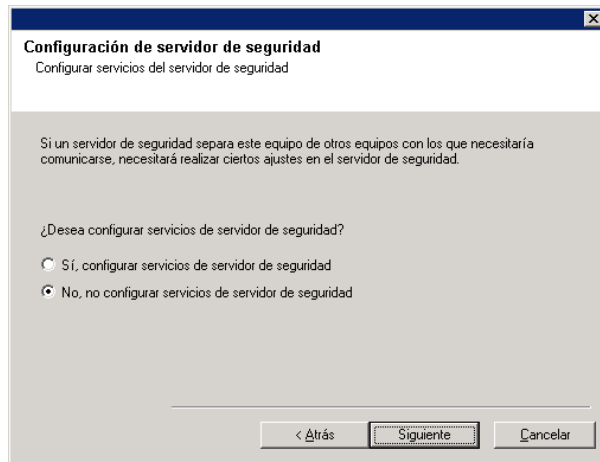 Configuración de servidor de seguridad
Configurar servicios del servidor de seguridad
Si un servidor de seguridad separa este equipo de otros equipos con los que necesitaría
comunicarse, necesitará realizar ciertos ajustes en el servidor de seguridad.
¿Desea configurar servicios de servidor de seguridad?
Sí, configurar servicios de servidor de seguridad
No, no configurar servicios de servidor de seguridad
< Atrás Siguiente Cancelar